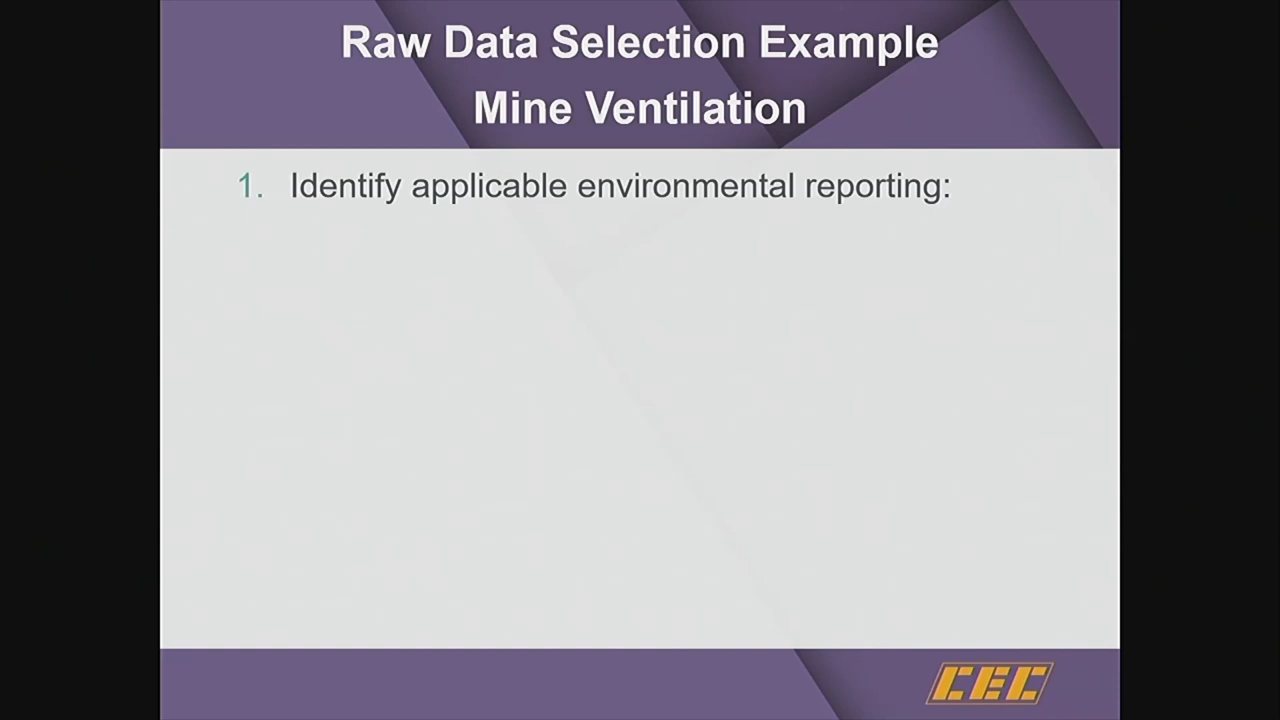 Raw Data Selection Example
Mine Ventilation
1. Identify applicable environmental reporting:
CEC